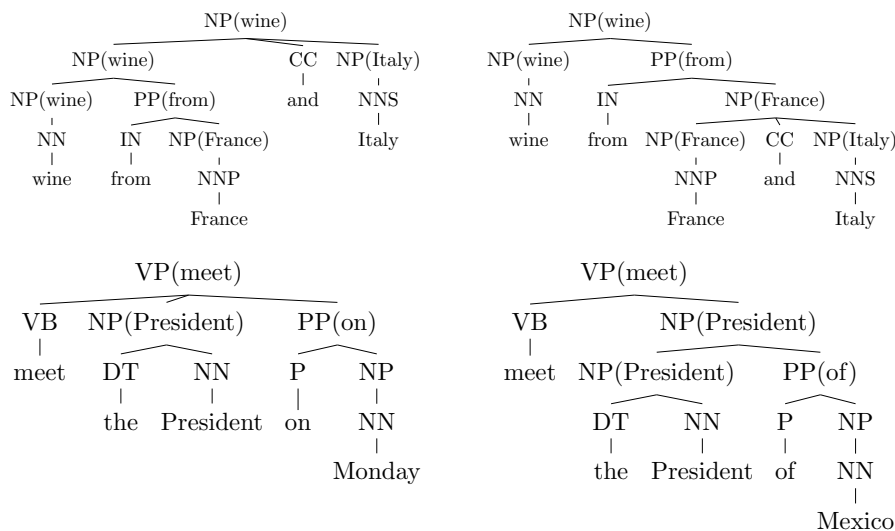 NP(wine)
NP(wine) CC NP(Italy)
NP(wine) PP(from) and NNS
NN IN NP(France) Italy
wine from NNP
France
NP(wine)
NP(wine) PP(from)
NN IN NP(France)
wine from NP(France) CC NP(Italy)
NNP and NNS
France Italy
VP(meet)
VB NP(President) PP(on)
meet DT NN P NP
the President on NN
Monday
VP(meet)
VB NP(President)
meet NP(President) PP(of)
DT NN P NP
the President of NN
Mexico